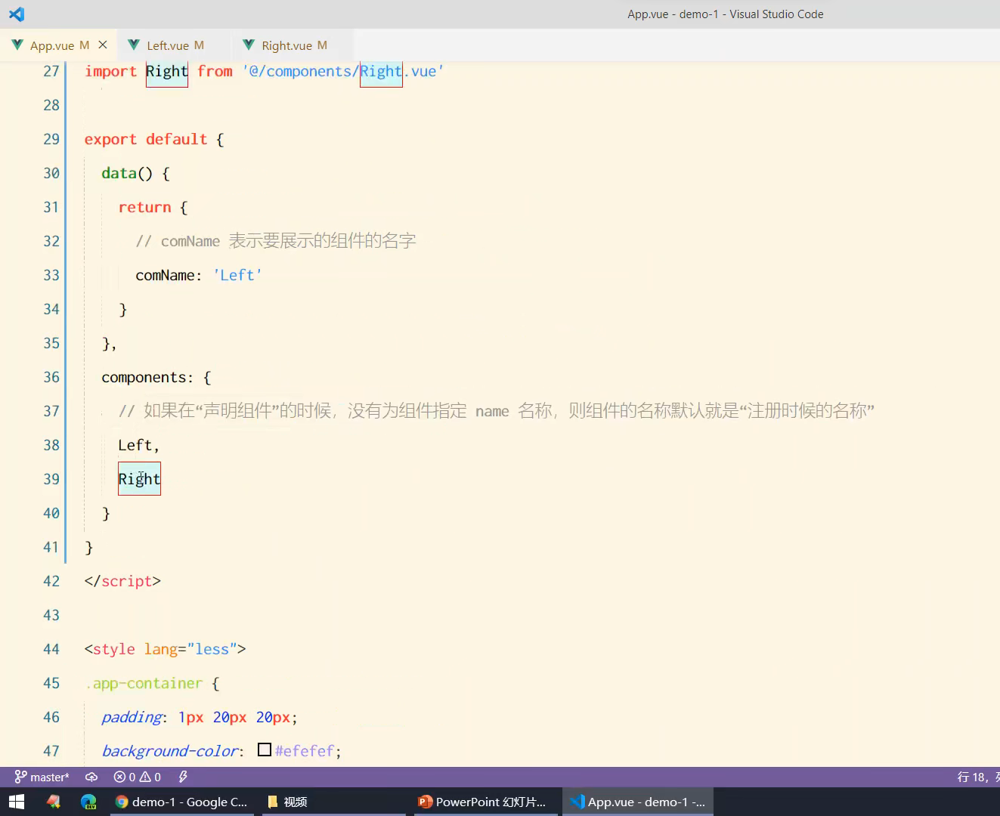 App.vue - demo-1 - Visual Studio Code
App.vue M × Left.vue M Right.vue M
27 import Right from '@/components/Right.vue'
28
29 export default {
30 data() {
31 return {
32 // comName 表示要展示的组件的名字
33 comName: 'Left'
34 }
35 },
36 components: {
37 // 如果在“声明组件”的时候，没有为组件指定 name 名称，则组件的名称默认就是“注册时候的名称”
38 Left,
39 Right
40 }
41 }
42 </script>
43
44 <style lang="less">
45 .app-container {
46 padding: 1px 20px 20px;
47 background-color: #efefef;
master* 0 0 行 18，
DEV demo-1 - Google C... 视频 PowerPoint 幻灯片... App.vue - demo-1 -...